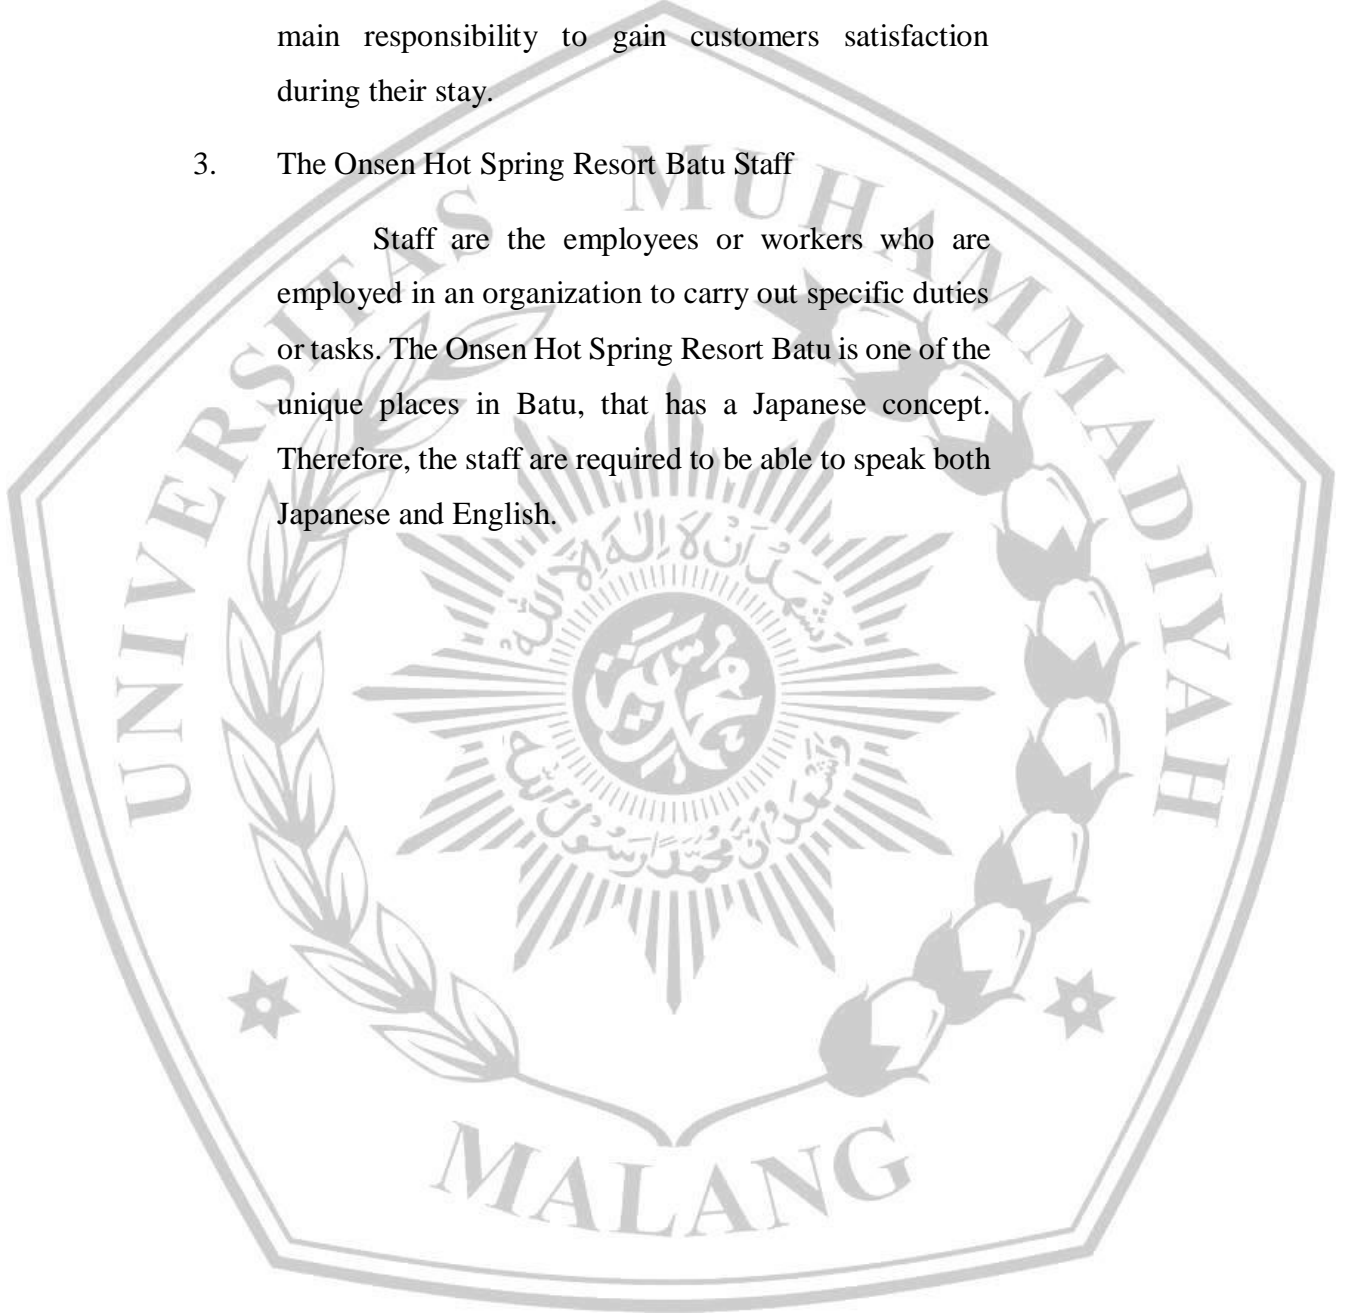 main responsibility to gain customers satisfaction
during their stay.
3. The Onsen Hot Spring Resort Batu Staff
Staff are the employees or workers who are
employed in an organization to carry out specific duties
or tasks. The Onsen Hot Spring Resort Batu is one of the
unique places in Batu, that has a Japanese concept.
Therefore, the staff are required to be able to speak both
Japanese and English.
UNIVERSITAS MUHAMMADIYAH
MALANG